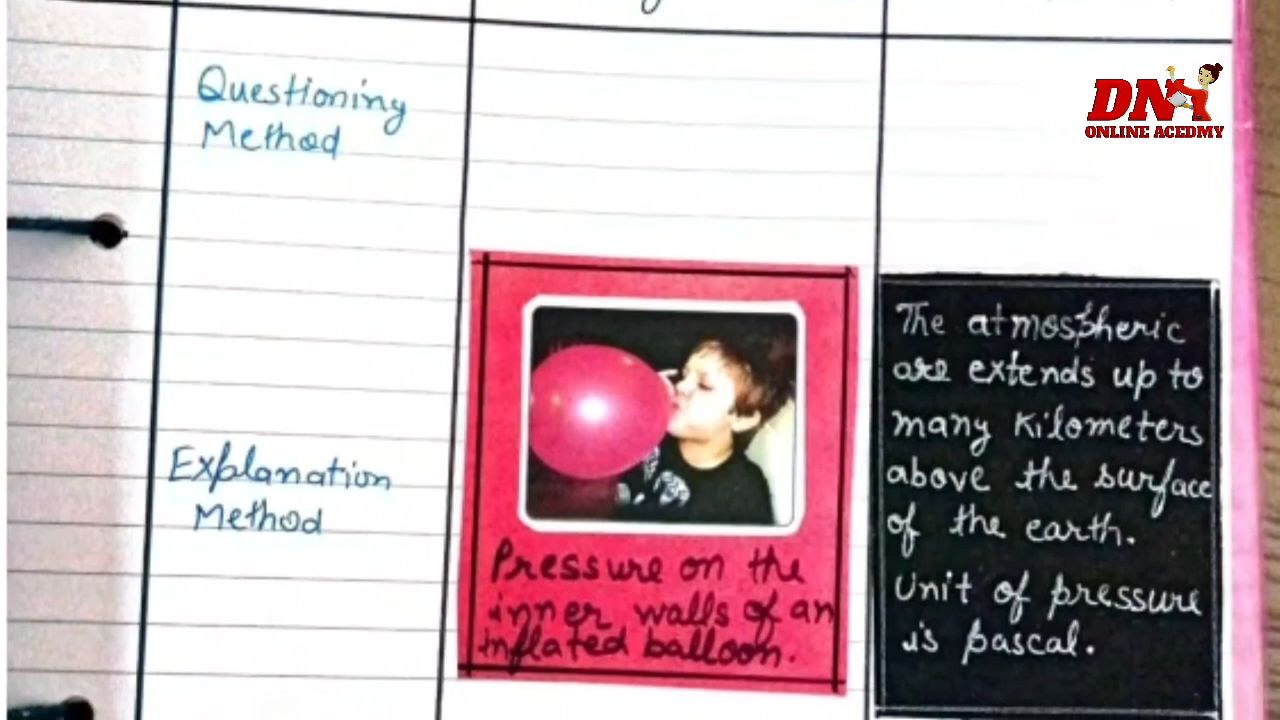 DNA
ONLINE ACEDMY
Questioning
Method
Explanation
Method
Pressure on the
inner walls of an
inflated balloon.
The atmospheric
are extends up to
many kilometers
above the surface
of the earth.
Unit of pressure
is pascal.